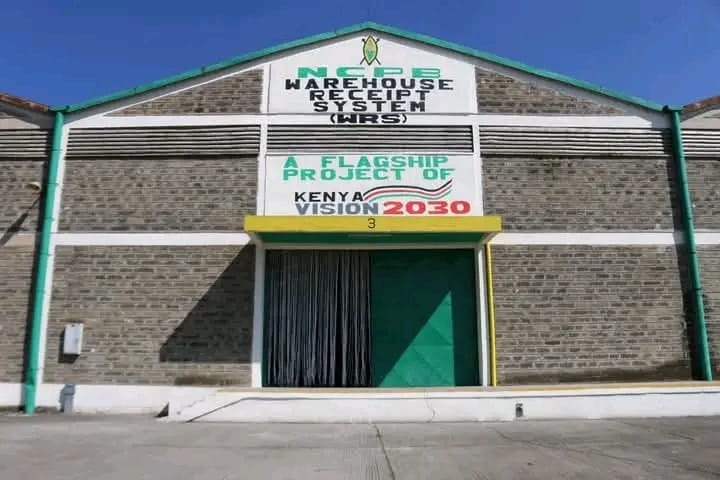 NCPB
WAREHOUSE
RECEIPT
SYSTEM
(WRS)
A FLAGSHIP
PROJECT OF
KENYA
VISION 2030
3